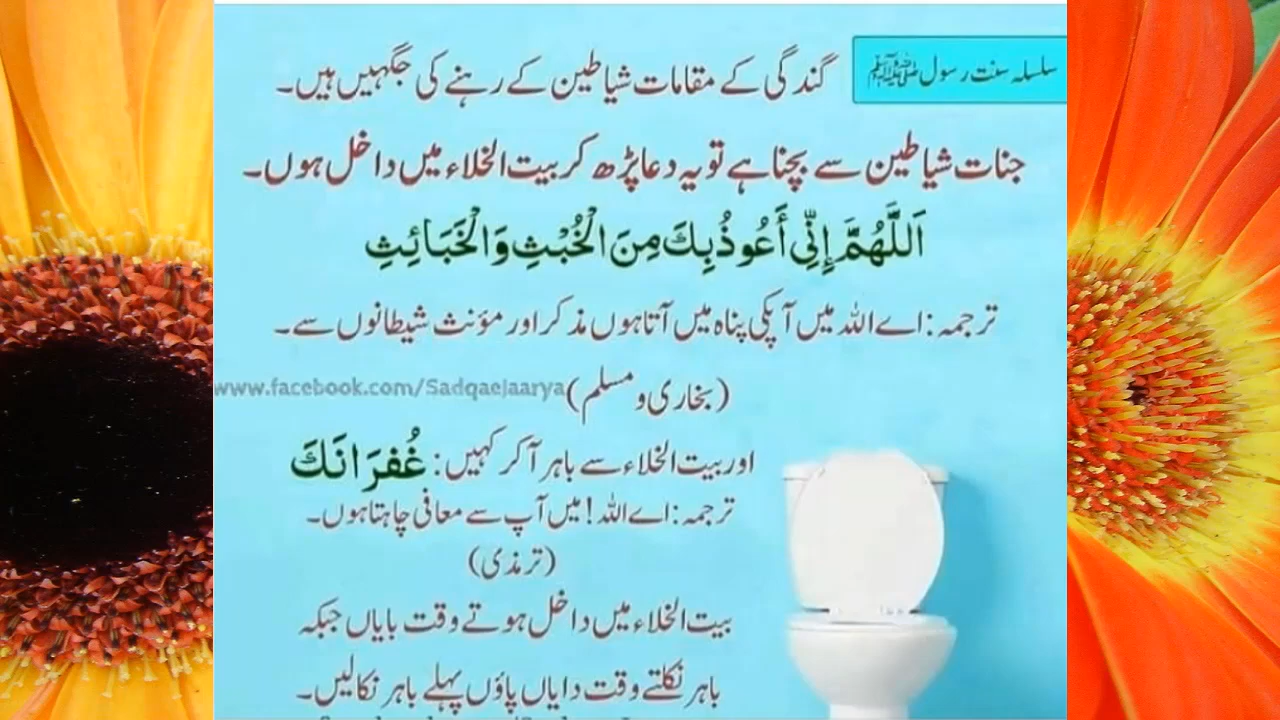 سلسلہ سنت رسول ﷺ
گندگی کے مقامات شیاطین کے رہنے کی جگہیں ہیں۔
جنات شیاطین سے بچنا ہے تو یہ دعا پڑھ کر بیت الخلاء میں داخل ہوں۔
اَللَّهُمَّ إِنِّي أَعُوذُ بِكَ مِنَ الْخُبْثِ وَالْخَبَائِثِ
ترجمہ: اے اللہ میں آپکی پناہ میں آتا ہوں مذکر اور مؤنث شیطانوں سے۔
(بخاری و مسلم)
www.facebook.com/SadqaeJaarya
اور بیت الخلاء سے باہر آ کر کہیں: غُفرَانَكَ
ترجمہ: اے اللہ! میں آپ سے معافی چاہتا ہوں۔
(ترمذی)
بیت الخلاء میں داخل ہوتے وقت بایاں جبکہ
باہر نکلتے وقت دایاں پاؤں پہلے باہر نکالیں۔